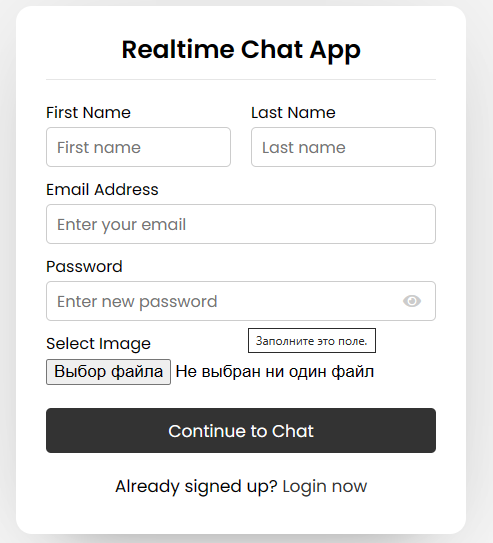 Realtime Chat App
First Name Last Name
First name Last name
Email Address
Enter your email
Password
Enter new password
Заполните это поле.
Select Image
Выбор файла Не выбран ни один файл
Continue to Chat
Already signed up? Login now